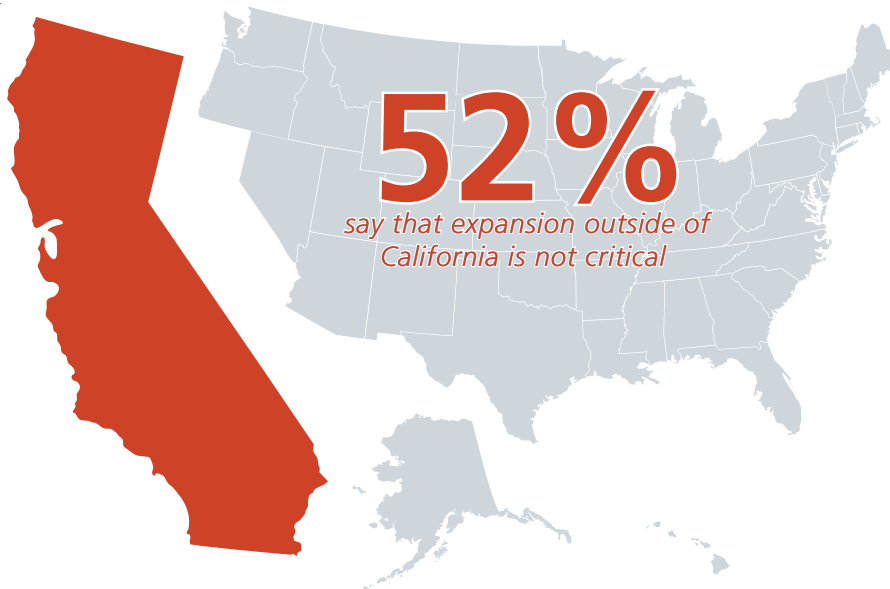 52%
say that expansion outside of
California is not critical